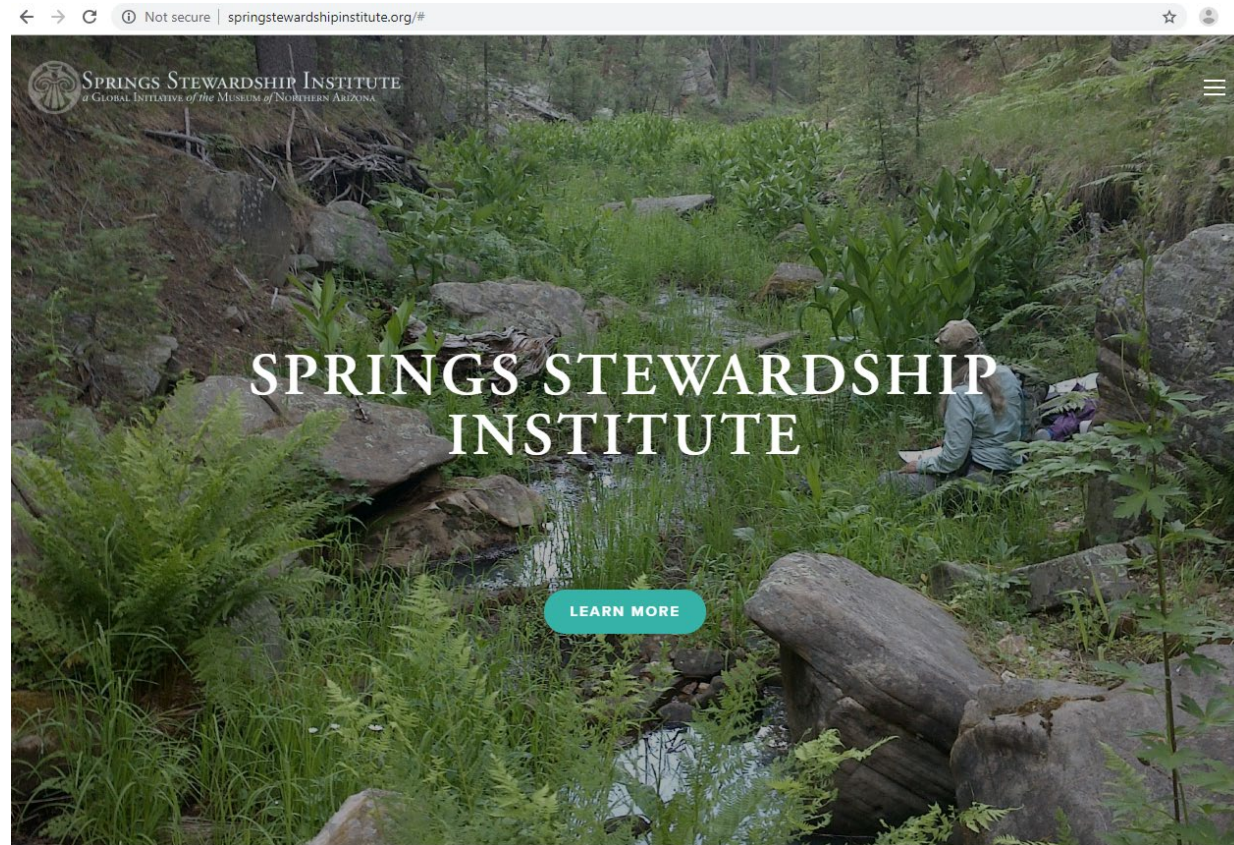 Not secure | springstewardshipinstitute.org/#
SPRINGS STEWARDSHIP INSTITUTE
a GLOBAL INITIATIVE of the MUSEUM of NORTHERN ARIZONA
SPRINGS STEWARDSHIP
INSTITUTE
LEARN MORE